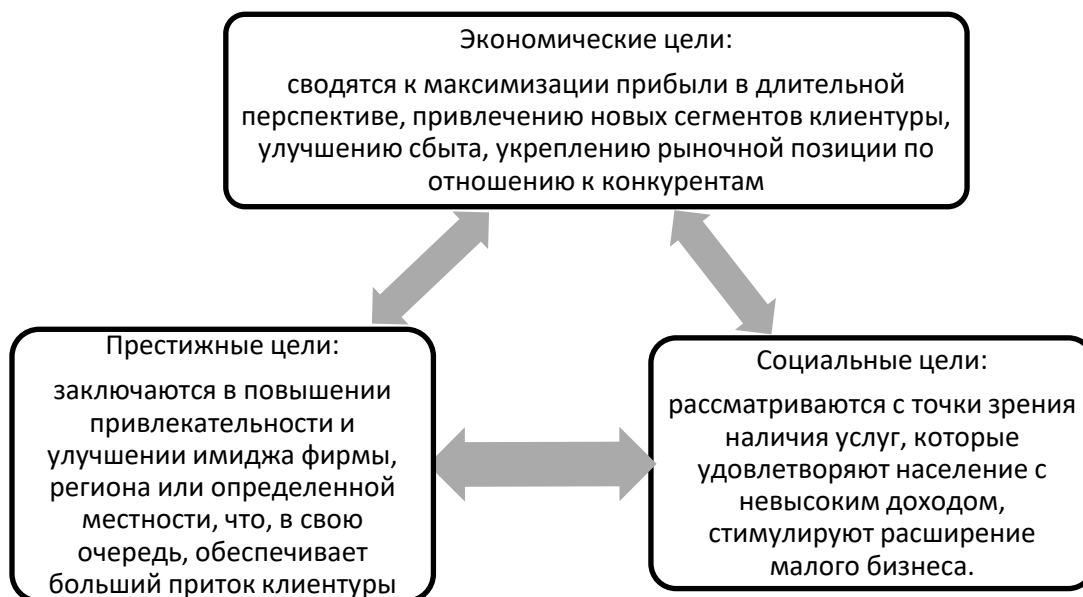 Экономические цели:
сводятся к максимизации прибыли в длительной
перспективе, привлечению новых сегментов клиентуры,
улучшению сбыта, укреплению рыночной позиции по
отношению к конкурентам
Престижные цели:
заключаются в повышении
привлекательности и
улучшении имиджа фирмы,
региона или определенной
местности, что, в свою
очередь, обеспечивает
больший приток клиентуры
Социальные цели:
рассматриваются с точки зрения
наличия услуг, которые
удовлетворяют население с
невысоким доходом,
стимулируют расширение
малого бизнеса.